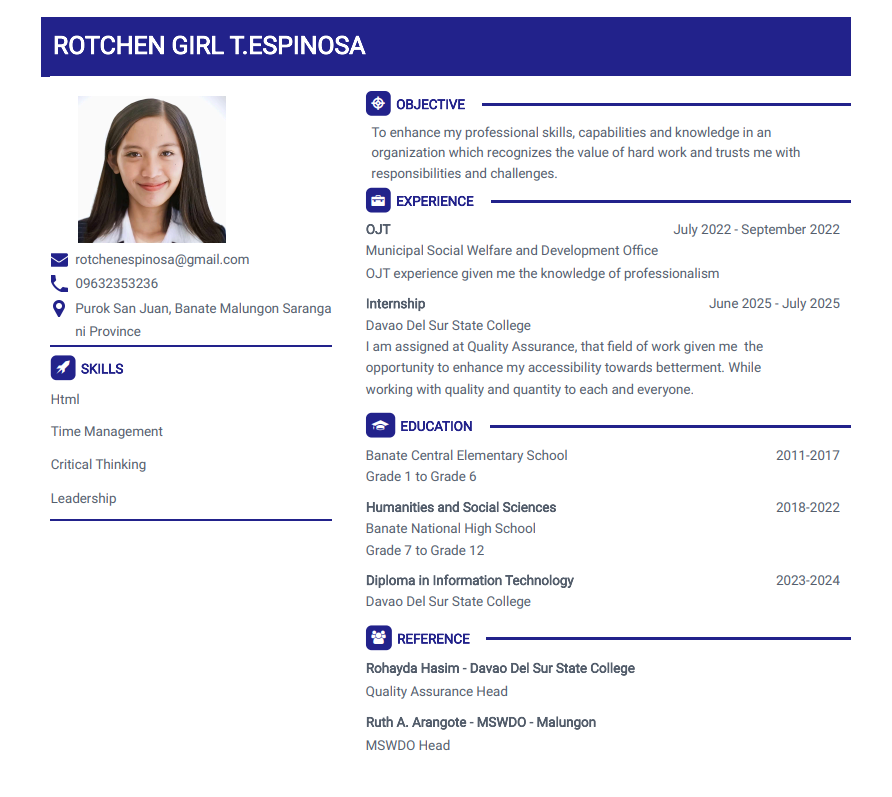 ROTCHEN GIRL T.ESPINOSA
rotchenespinosa@gmail.com
09632353236
Purok San Juan, Banate Malungon Saranga
ni Province
SKILLS
Html
Time Management
Critical Thinking
Leadership
OBJECTIVE
To enhance my professional skills, capabilities and knowledge in an
organization which recognizes the value of hard work and trusts me with
responsibilities and challenges.
EXPERIENCE
OJT July 2022 - September 2022
Municipal Social Welfare and Development Office
OJT experience given me the knowledge of professionalism
Internship June 2025 - July 2025
Davao Del Sur State College
I am assigned at Quality Assurance, that field of work given me  the
opportunity to enhance my accessibility towards betterment. While
working with quality and quantity to each and everyone.
EDUCATION
Banate Central Elementary School 2011-2017
Grade 1 to Grade 6
Humanities and Social Sciences 2018-2022
Banate National High School
Grade 7 to Grade 12
Diploma in Information Technology 2023-2024
Davao Del Sur State College
REFERENCE
Rohayda Hasim - Davao Del Sur State College
Quality Assurance Head
Ruth A. Arangote - MSWDO - Malungon
MSWDO Head